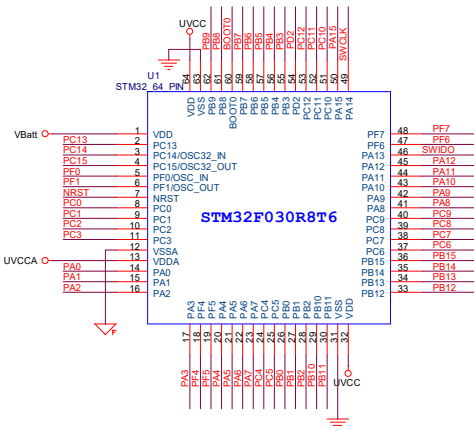 UVCC
PB9
PB8
BOOT0
PB7
PB6
PB5
PB4
PB3
PD2
PC12
PC11
PC10
PA15
SWCLK
U1
STM32_64_PIN
64
63
62
61
60
59
58
57
56
55
54
53
52
51
50
49
VDD
VSS
PB9
PB8
BOOT0
PB7
PB6
PB5
PB4
PB3
PD2
PC12
PC11
PC10
PA15
PA14
VBatt 1 VDD
PC13 2 PC13
PC14 3 PC14/OSC32_IN
PC15 4 PC15/OSC32_OUT
PF0 5 PF0/OSC_IN
PF1 6 PF1/OSC_OUT
NRST 7 NRST
PC0 8 PC0
PC1 9 PC1
PC2 10 PC2
PC3 11 PC3
12 VSSA
UVCCA 13 VDDA
PA0 14 PA0
PA1 15 PA1
PA2 16 PA2
STM32F030R8T6
PF7 48 PF7
PF6 47 PF6
PA13 46 SWIDO
PA12 45 PA12
PA11 44 PA11
PA10 43 PA10
PA9 42 PA9
PA8 41 PA8
PC9 40 PC9
PC8 39 PC8
PC7 38 PC7
PC6 37 PC6
PB15 36 PB15
PB14 35 PB14
PB13 34 PB13
PB12 33 PB12
PA3
PF4
PF5
PA4
PA5
PA6
PA7
PC4
PC5
PB0
PB1
PB2
PB10
PB11
VSS
VDD
17
18
19
20
21
22
23
24
25
26
27
28
29
30
31
32
PA3
PF4
PF5
PA4
PA5
PA6
PA7
PC4
PC5
PB0
PB1
PB2
PB10
PB11
UVCC
F